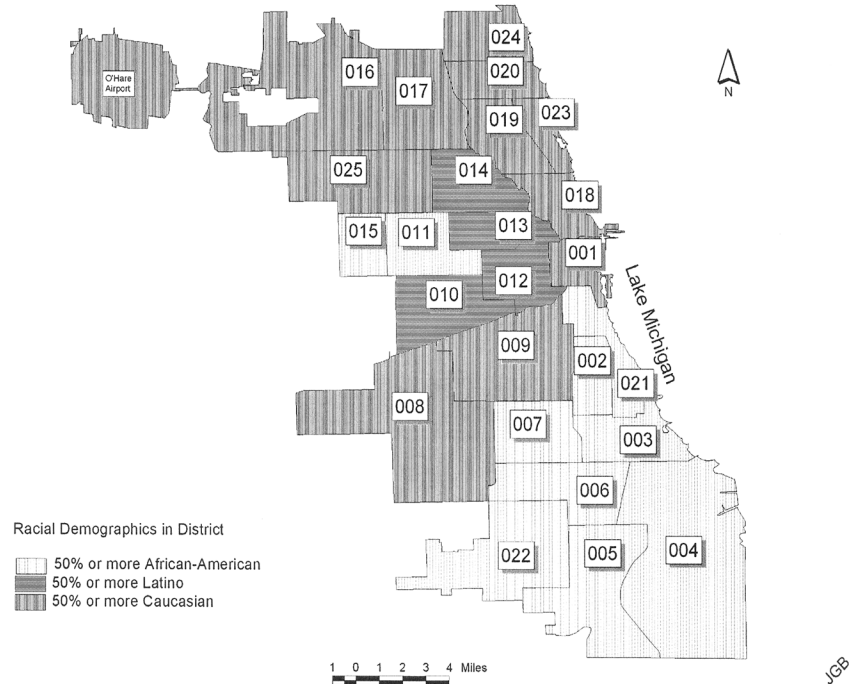 024
016
020
O'Hare
Airport
017
N
019
023
025
014
018
015
011
013
001
012
010
Lake Michigan
009
002
021
008
007
003
006
Racial Demographics in District
50% or more African-American
022
005
004
50% or more Latino
50% or more Caucasian
1 0 1 2 3 4 Miles
JGB